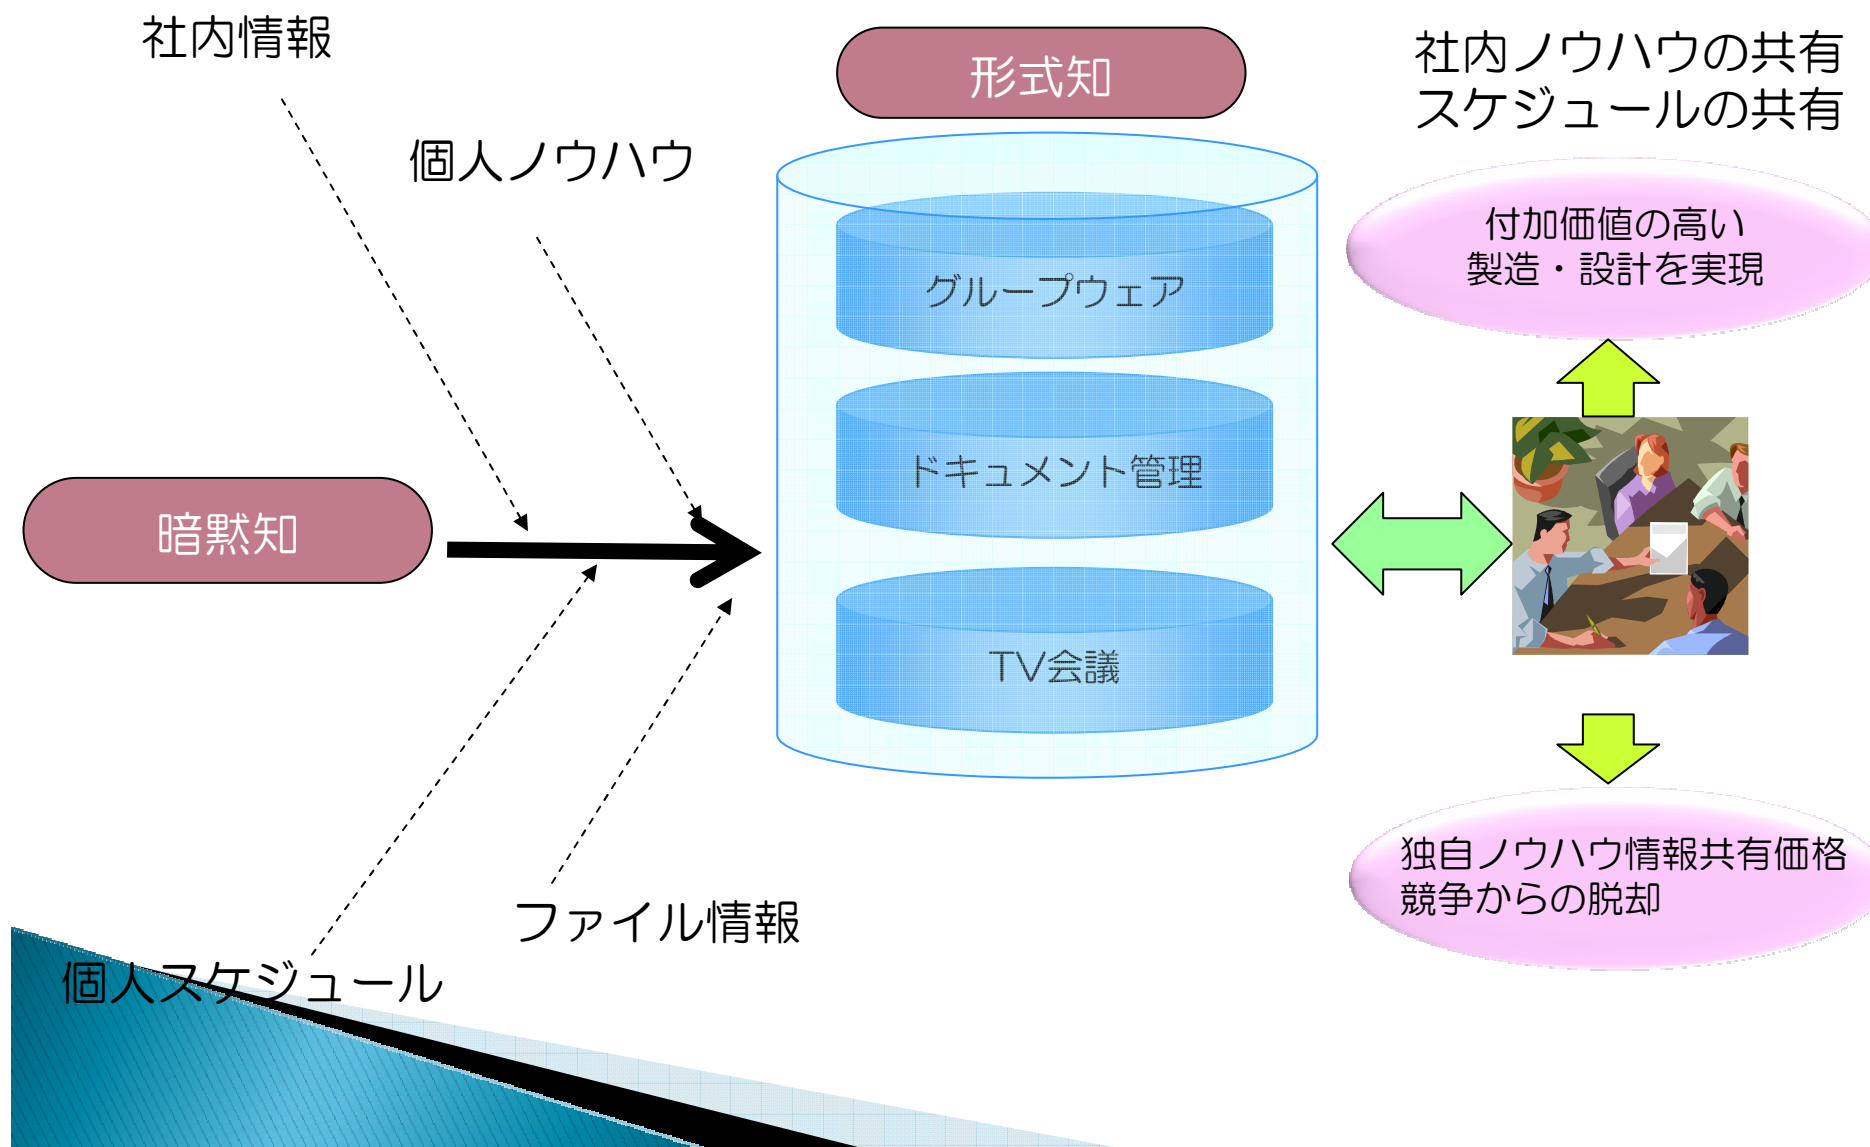 社内情報
個人ノウハウ
形式知
社内ノウハウの共有
スケジュールの共有
付加価値の高い
製造・設計を実現
グループウェア
ドキュメント管理
暗黙知
TV会議
独自ノウハウ情報共有価格
競争からの脱却
ファイル情報
個人スケジュール